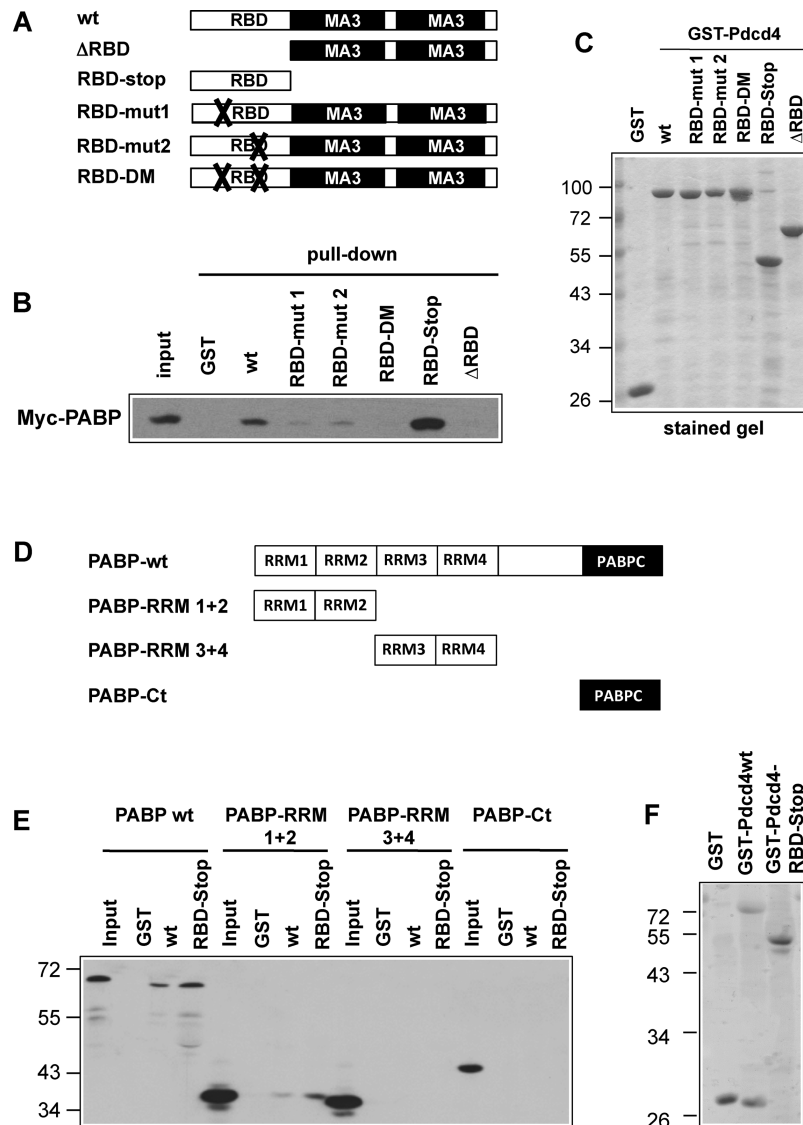 A
wt
RBD MA3 MA3
ΔRBD
MA3 MA3
RBD-stop
RBD
RBD-mut1
RBD MA3 MA3
RBD-mut2
RBD MA3 MA3
RBD-DM
RBD MA3 MA3
B
pull-down
input
GST
wt
RBD-mut 1
RBD-mut 2
RBD-DM
RBD-Stop
ΔRBD
Myc-PABP
C
GST-Pdcd4
GST
wt
RBD-mut 1
RBD-mut 2
RBD-DM
RBD-Stop
ΔRBD
100
72
55
43
34
26
stained gel
D
PABP-wt
RRM1 RRM2 RRM3 RRM4 PABPC
PABP-RRM 1+2
RRM1 RRM2
PABP-RRM 3+4
RRM3 RRM4
PABP-Ct
PABPC
E
PABP wt
PABP-RRM
1+2
PABP-RRM
3+4
PABP-Ct
Input
GST
wt
RBD-Stop
Input
GST
wt
RBD-Stop
Input
GST
wt
RBD-Stop
Input
GST
wt
RBD-Stop
72
55
43
34
F
GST
GST-Pdcd4wt
GST-Pdcd4-
RBD-Stop
72
55
43
34
26